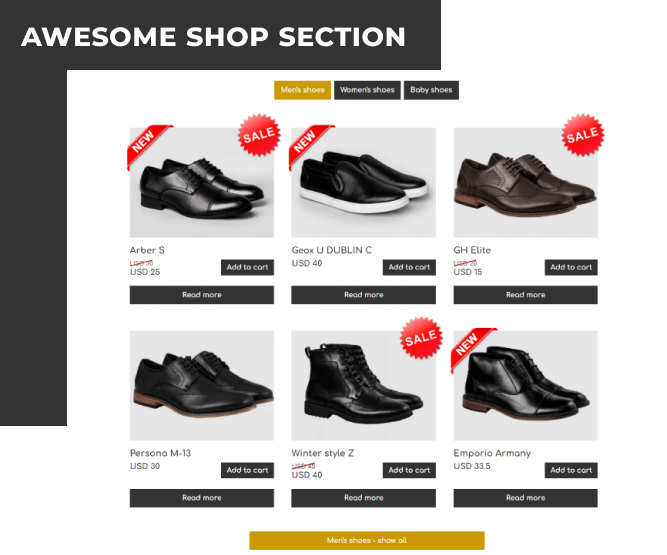 AWESOME SHOP SECTION
Men's shoes Women's shoes Baby shoes
NEW SALE NEW SALE
Arber S
USD 30
USD 25
Add to cart
Read more
Geox U DUBLIN C
USD 40
Add to cart
Read more
GH Elite
USD 20
USD 15
Add to cart
Read more
SALE NEW
Persona M-13
USD 30
Add to cart
Read more
Winter style Z
USD
USD 40
Add to cart
Read more
Emporio Armany
USD 33.5
Add to cart
Read more
Men's shoes - show all